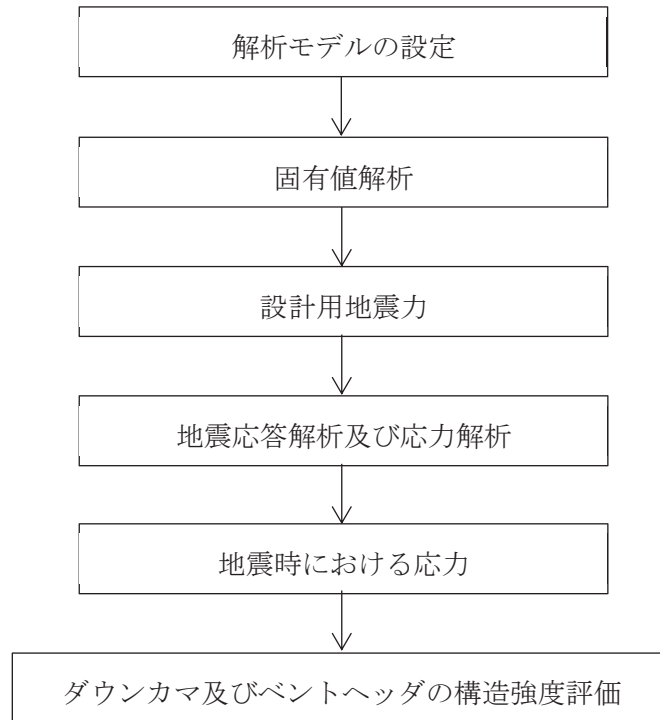 解析モデルの設定
固有値解析
設計用地震力
地震応答解析及び応力解析
地震時における応力
ダウンカマ及びベントヘッダの構造強度評価